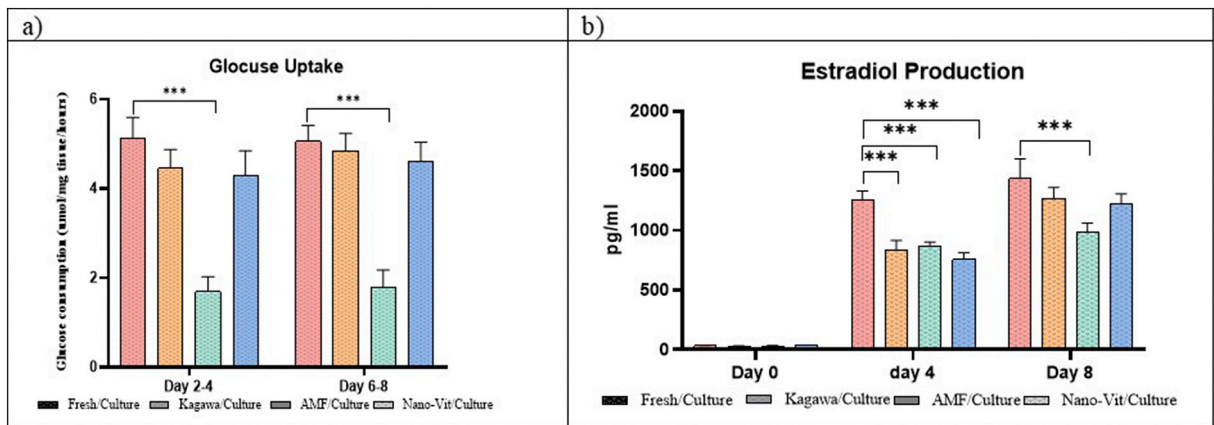 a)
b)
Glocuse Uptake
***
***
6
4
2
0
Glucose consumption (nmol/mg tissue/hours)
Day 2-4
Day 6-8
Fresh/Culture
Kagawa/Culture
AMF/Culture
Nano-Vit/Culture
Estradiol Production
2000
1500
1000
500
0
pg/ml
***
***
***
***
Day 0
day 4
Day 8
Fresh/Culture
Kagawa/Culture
AMF/Culture
Nano-Vit/Culture